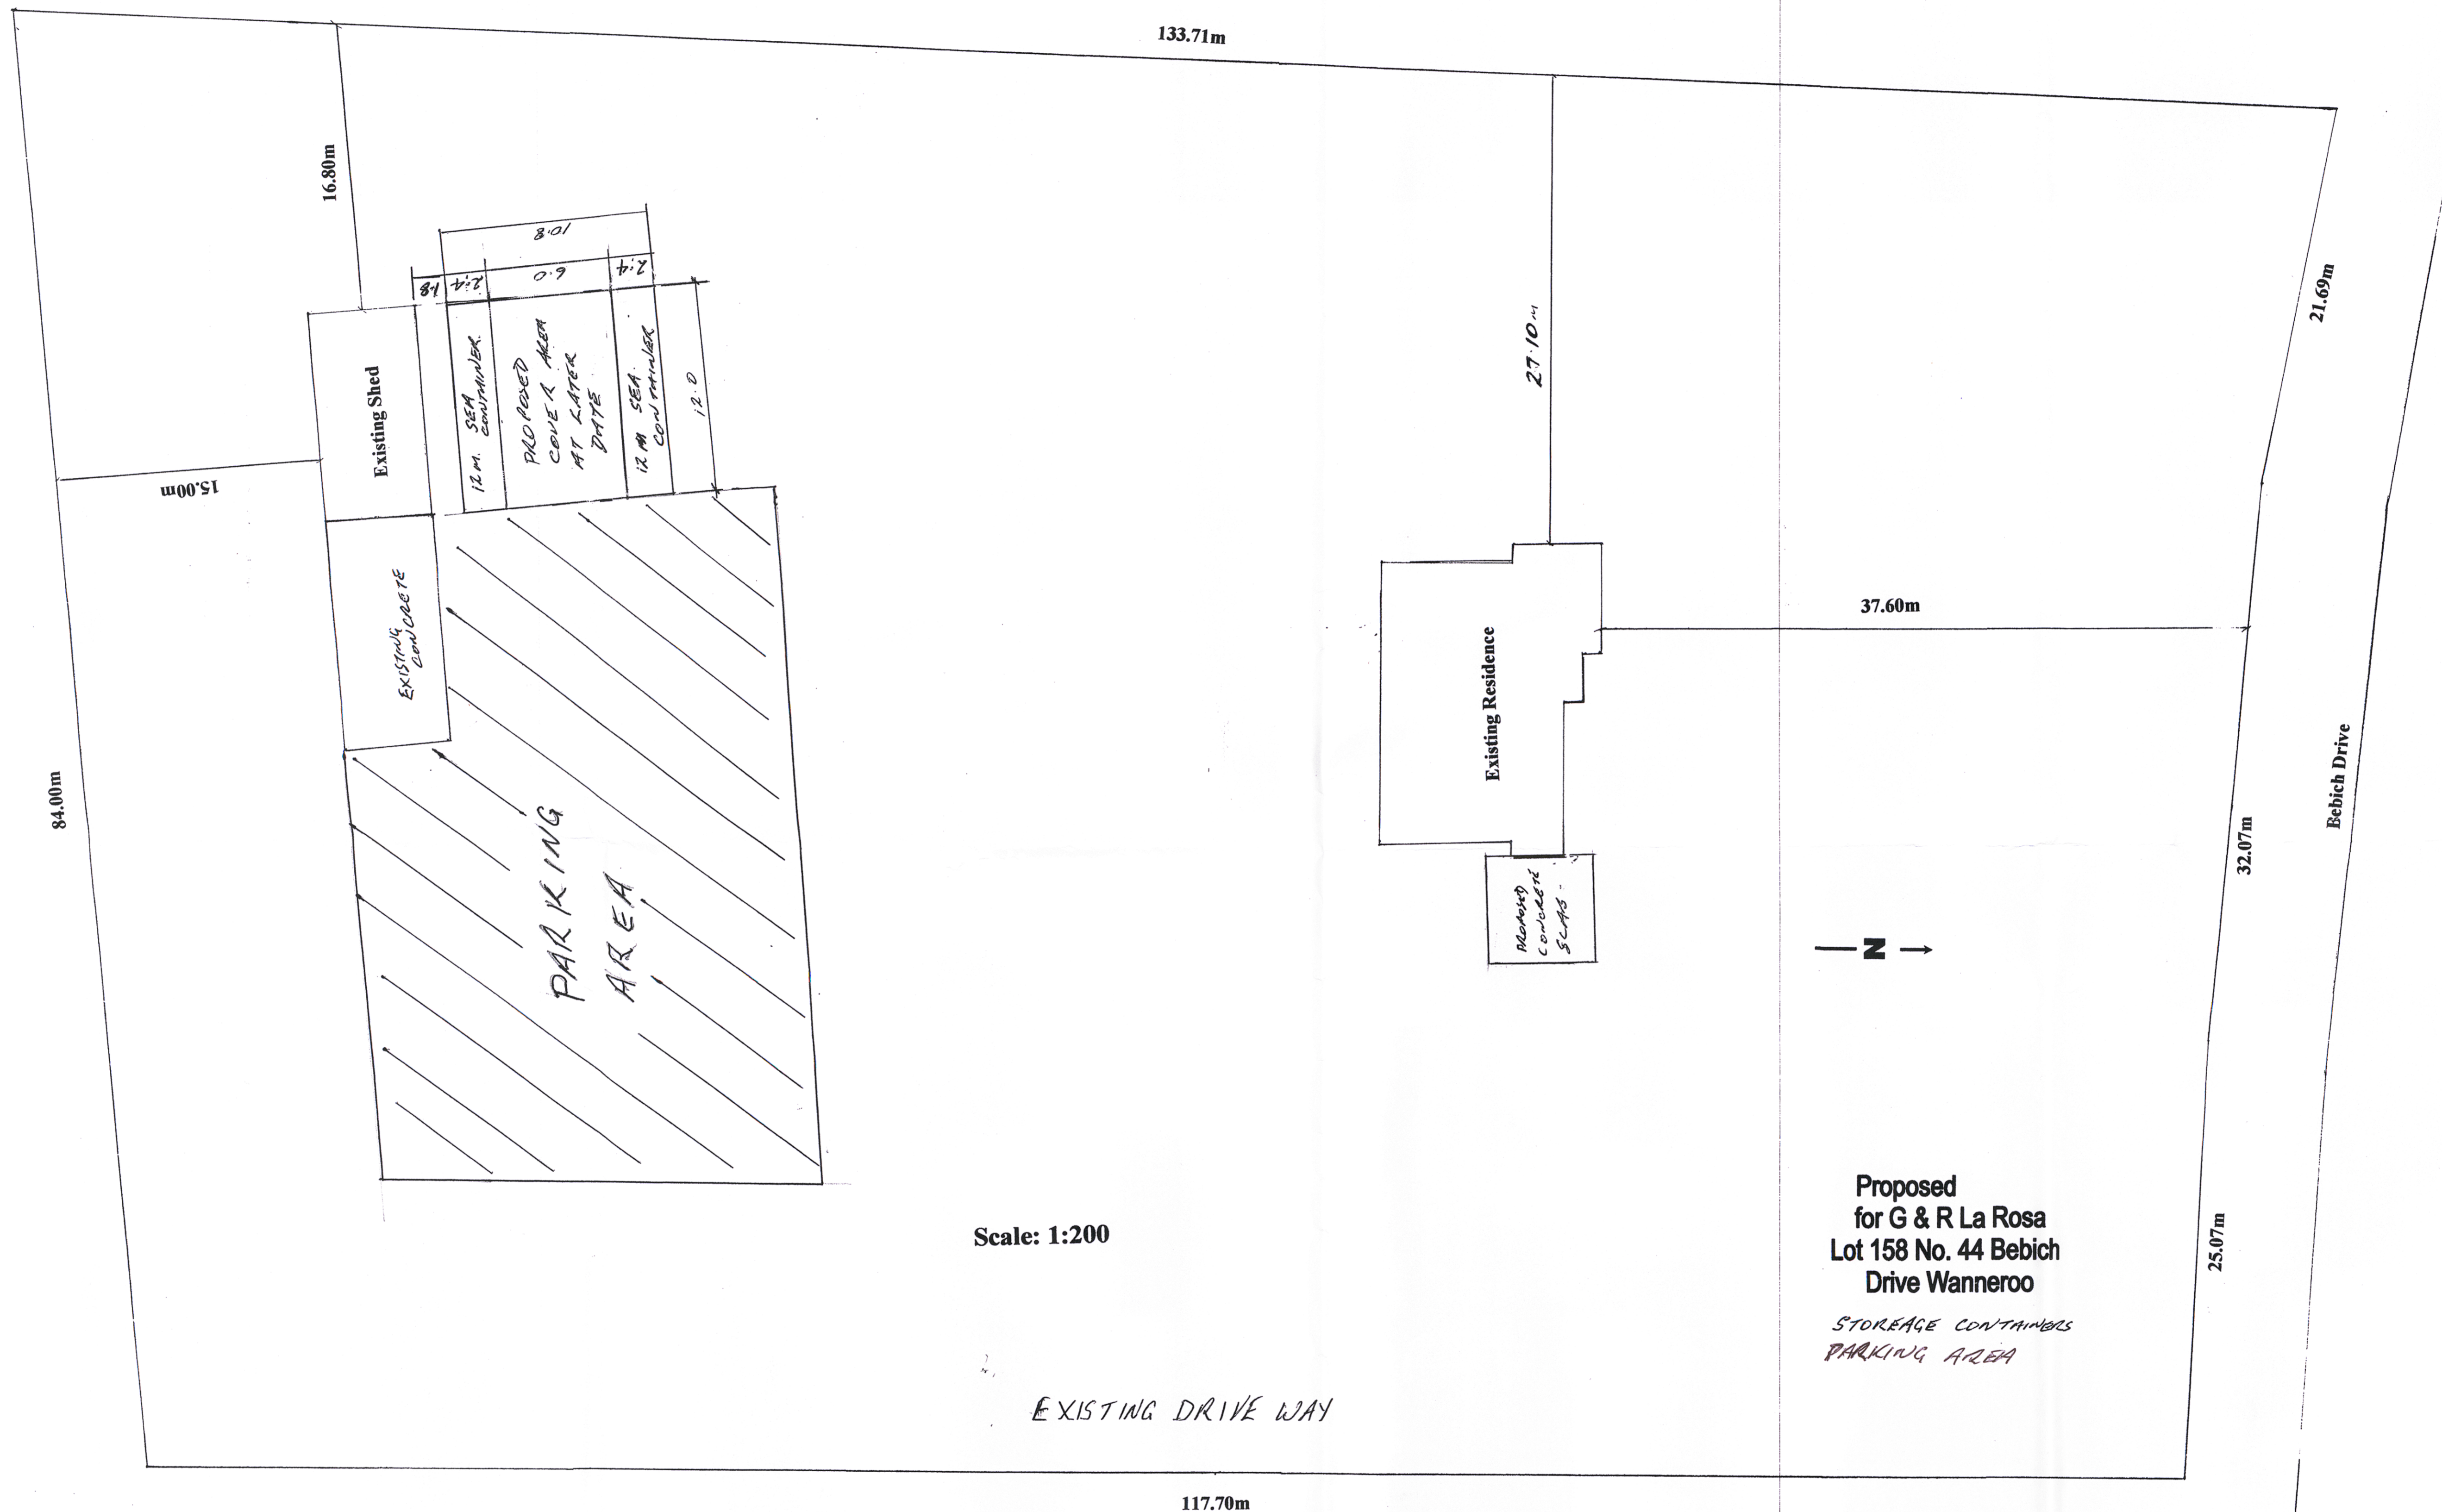 133.71m
16.80m
10.8
1.8
2.4
6.0
2.4
21.69m
27.10m
Existing Shed
12 M. SEA
CONTAINER.
PROPOSED
COVER AREA
AT LATER
DATE
12 M SEA
CONTAINER
12.0
15.00m
EXISTING
CONCRETE
37.60m
Existing Residence
84.00m
PARKING
AREA
Bebich Drive
32.07m
PROPOSED
CONCRETE
SLAB -
N
Scale: 1:200
Proposed
for G & R La Rosa
Lot 158 No. 44 Bebich
Drive Wanneroo
STOREAGE CONTAINERS
PARKING AREA
25.07m
EXISTING DRIVE WAY
117.70m